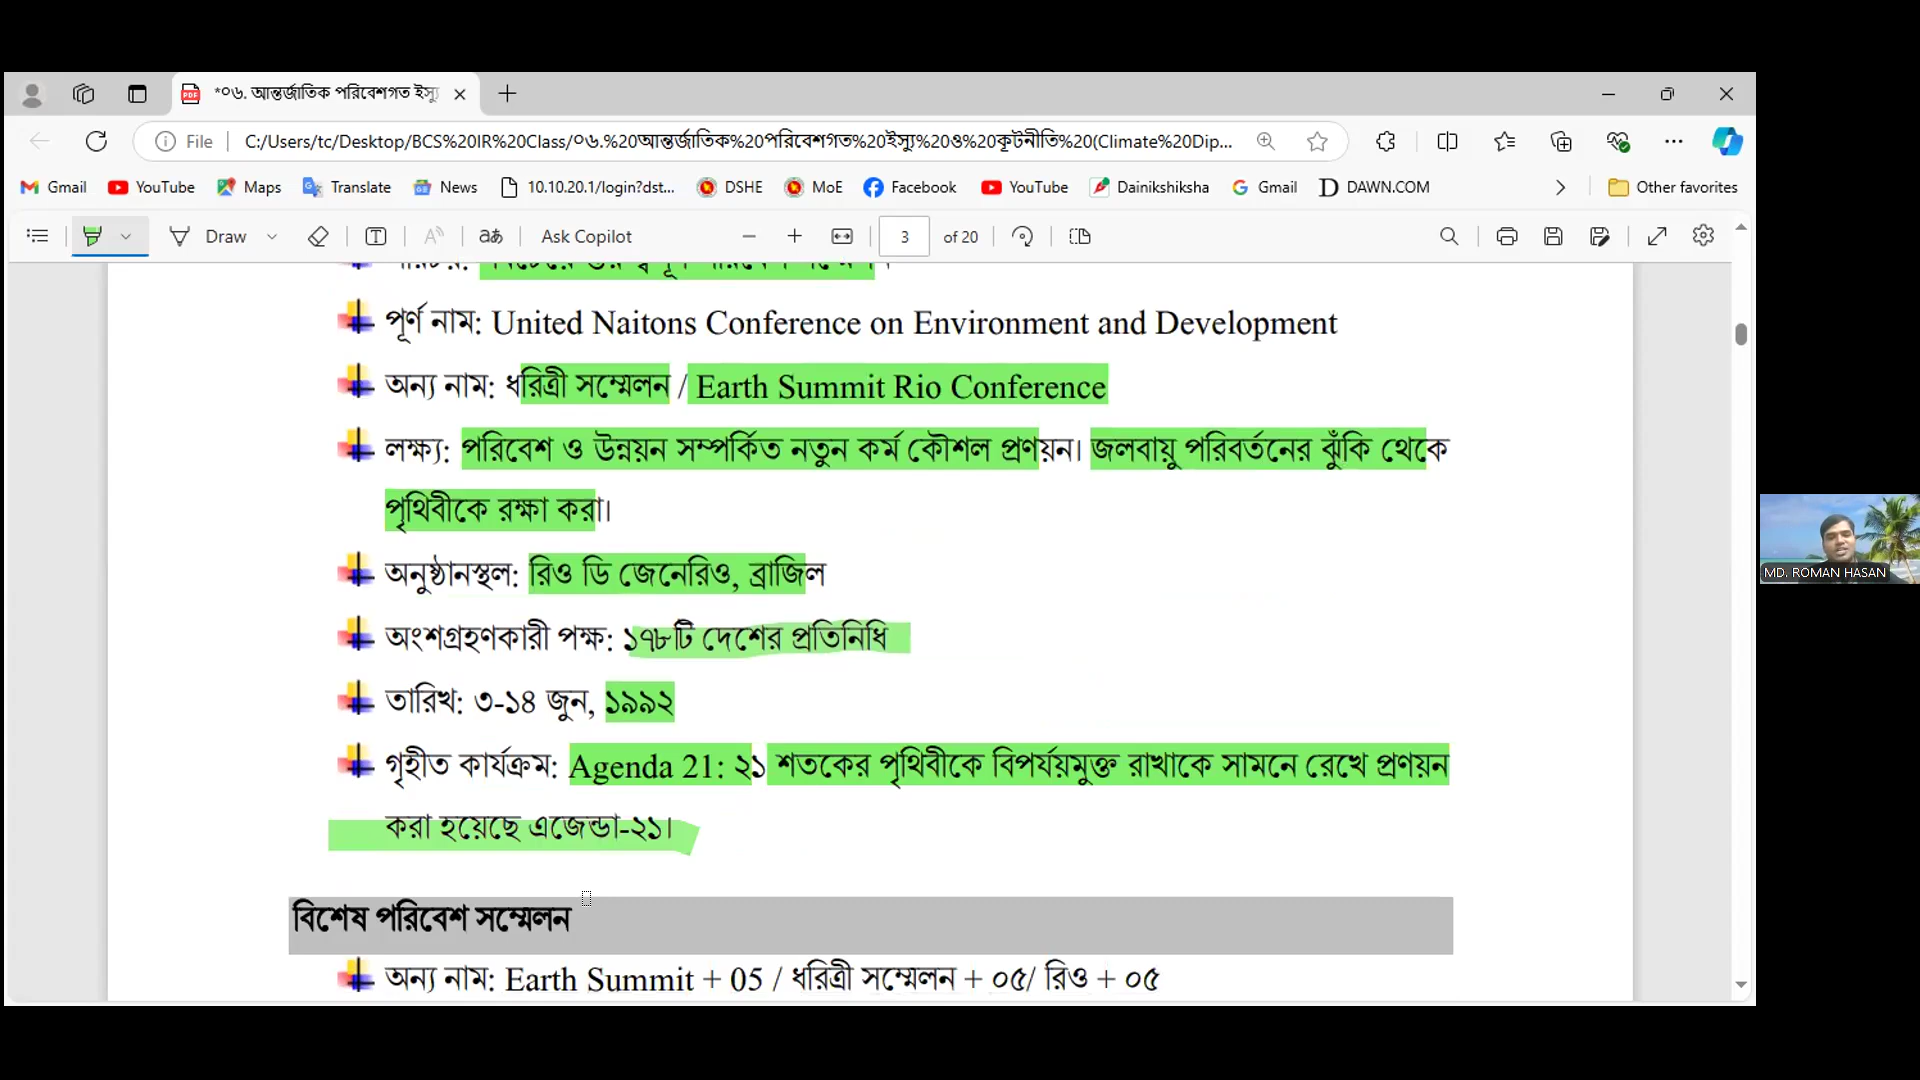 *০৬. আন্তর্জাতিক পরিবেশগত ইস্যু
File C:/Users/tc/Desktop/BCS%20IR%20Class/০৬.%20আন্তর্জাতিক%20পরিবেশগত%20ইস্যু%20ও%20কূটনীতি%20(Climate%20Dip...
Gmail YouTube Maps Translate News 10.10.20.1/login?dst... DSHE MoE Facebook YouTube Dainikshiksha Gmail DAWN.COM Other favorites
Draw Ask Copilot 3 of 20
পূর্ণ নাম: United Naitons Conference on Environment and Development
অন্য নাম: ধরিত্রী সম্মেলন / Earth Summit Rio Conference
লক্ষ্য: পরিবেশ ও উন্নয়ন সম্পর্কিত নতুন কর্ম কৌশল প্রণয়ন। জলবায়ু পরিবর্তনের ঝুঁকি থেকে
পৃথিবীকে রক্ষা করা।
অনুষ্ঠানস্থল: রিও ডি জেনেরিও, ব্রাজিল
অংশগ্রহণকারী পক্ষ: ১৭৮টি দেশের প্রতিনিধি
তারিখ: ৩-১৪ জুন, ১৯৯২
গৃহীত কার্যক্রম: Agenda 21: ২১ শতকের পৃথিবীকে বিপর্যয়মুক্ত রাখাকে সামনে রেখে প্রণয়ন
করা হয়েছে এজেন্ডা-২১।
বিশেষ পরিবেশ সম্মেলন
অন্য নাম: Earth Summit + 05 / ধরিত্রী সম্মেলন + ০৫/ রিও + ০৫
MD. ROMAN HASAN